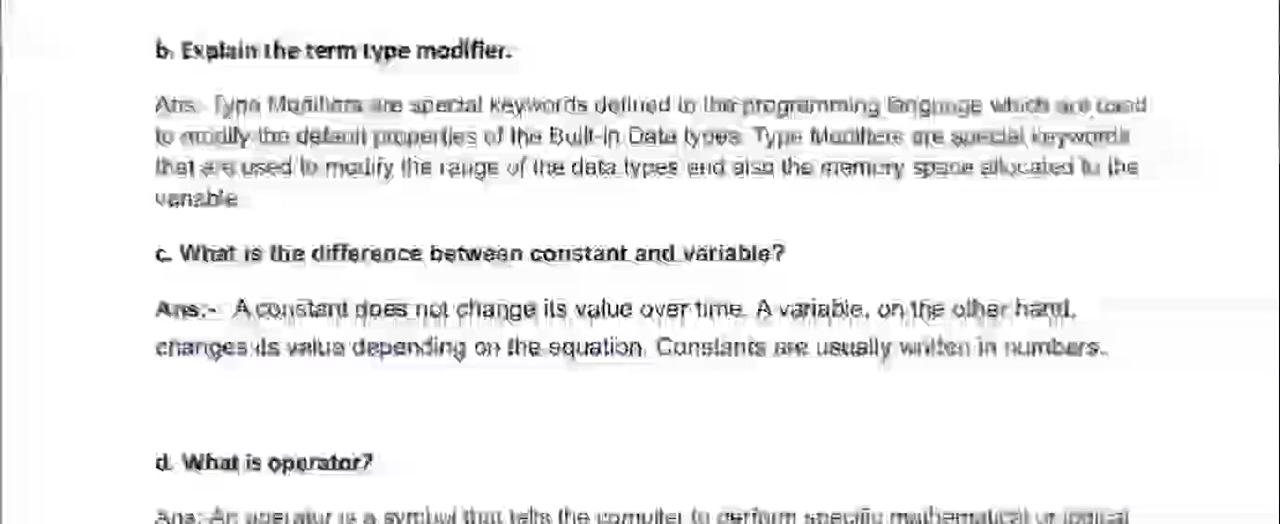 b. Explain the term type modifier.
Ans:- Type Modifiers are special keywords defined in the programming language which are used
to modify the default properties of the Built-In Data types. Type Modifiers are special keywords
that are used to modify the range of the data types and also the memory space allocated to the
variable
c. What is the difference between constant and variable?
Ans:- A constant does not change its value over time. A variable, on the other hand,
changes its value depending on the equation. Constants are usually written in numbers.
d. What is operator?
Ans: An operator is a symbol that tells the computer to perform specific mathematical or logical